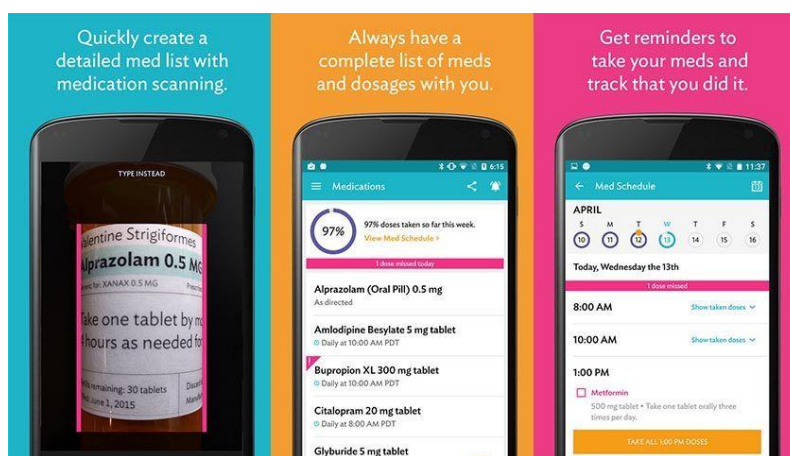 Quickly create a
detailed med list with
medication scanning.
TYPE INSTEAD
Valentine Strigiformes
Alprazolam 0.5 MG
for: XANAX 0.5 MG
Take one tablet by
hours as needed for
remaining: 30 tablets
June 1, 2015
Always have a
complete list of meds
and dosages with you.
6:15
Medications
97%
97% doses taken so far this week.
View Med Schedule >
1 dose missed today
Alprazolam (Oral Pill) 0.5 mg
As directed
Amlodipine Besylate 5 mg tablet
Daily at 10:00 AM PDT
!
Bupropion XL 300 mg tablet
Daily at 10:00 AM PDT
Citalopram 20 mg tablet
Daily at 8:00 AM PDT
Glyburide 5 mg tablet
Get reminders to
take your meds and
track that you did it.
11:37
Med Schedule
APRIL
S M T W T F S
10 11 12 13 14 15 16
Today, Wednesday the 13th
1 dose missed
8:00 AM Show taken doses
10:00 AM Show taken doses
1:00 PM
Metformin
500 mg tablet • Take one tablet orally three
times per day.
TAKE ALL 1:00 PM DOSES